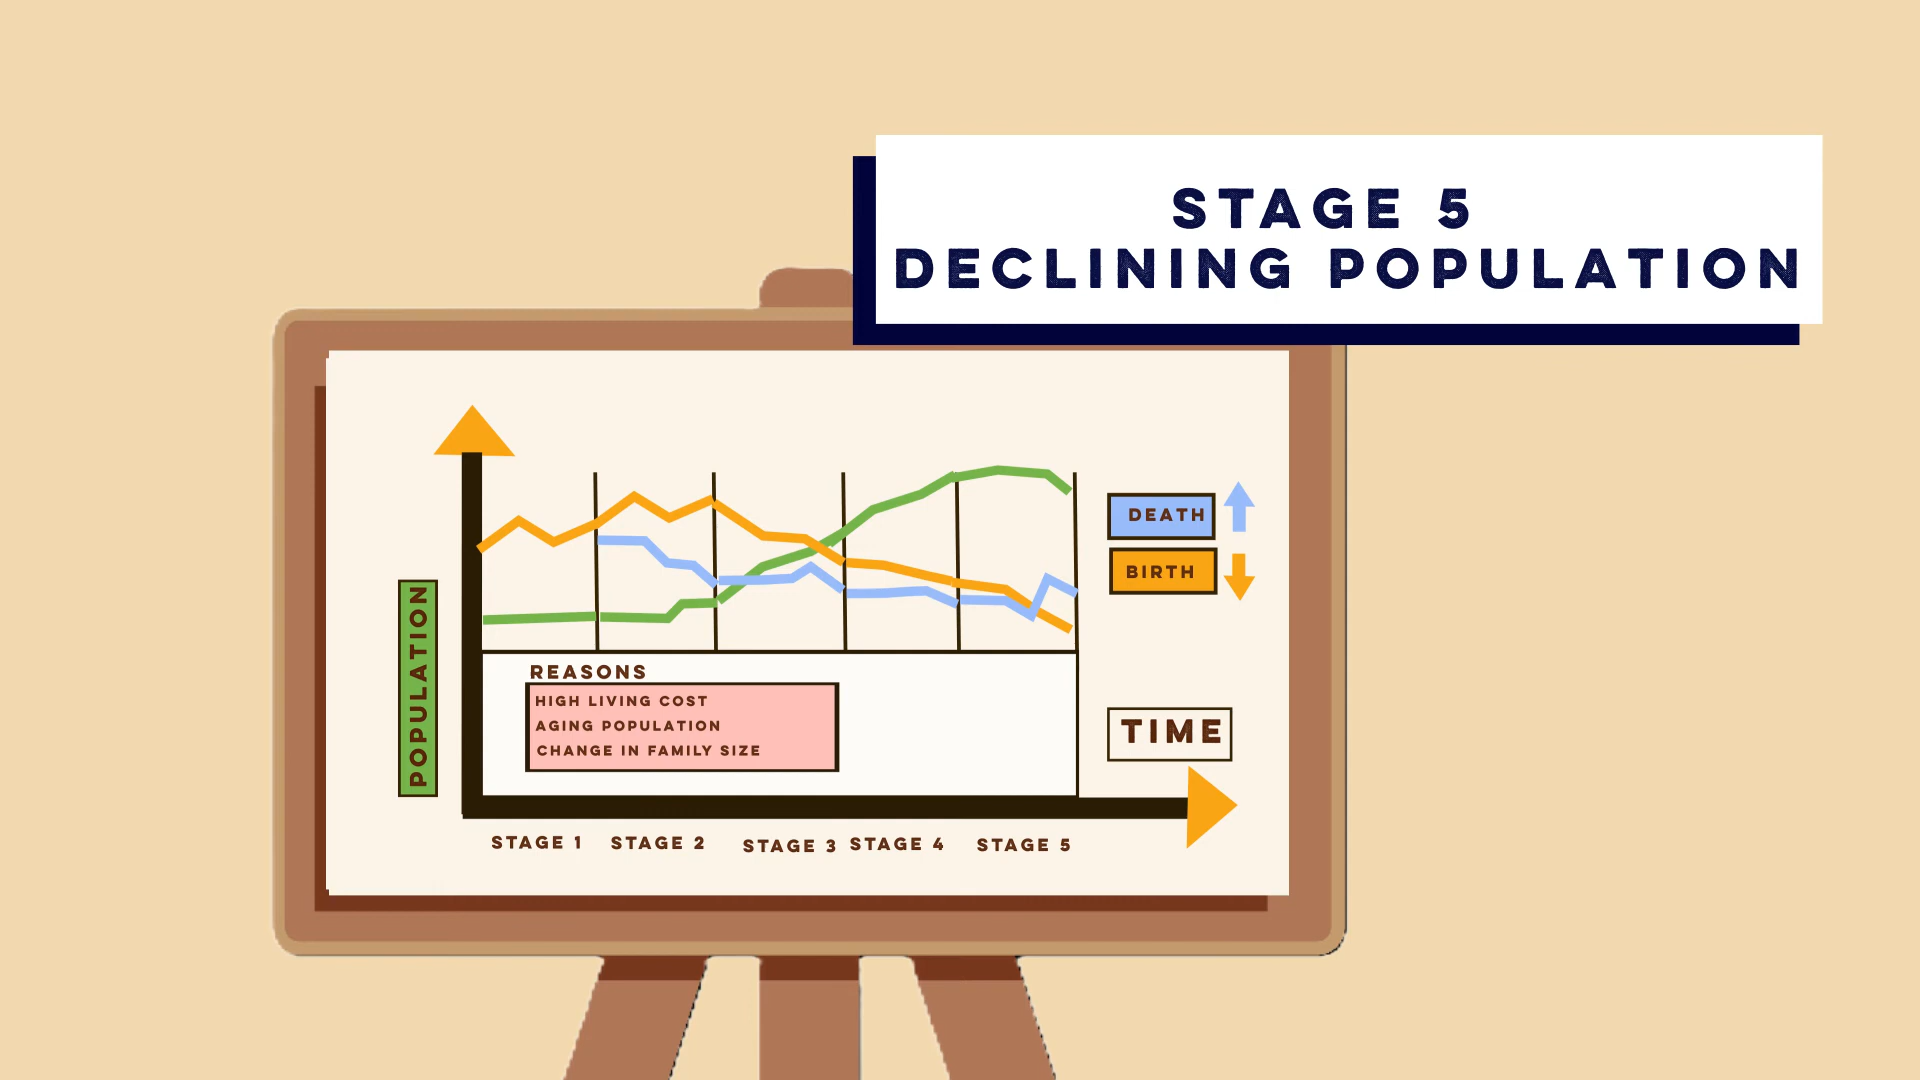 STAGE 5
DECLINING POPULATION
DEATH
BIRTH
POPULATION
REASONS
HIGH LIVING COST
AGING POPULATION
CHANGE IN FAMILY SIZE
TIME
STAGE 1
STAGE 2
STAGE 3
STAGE 4
STAGE 5